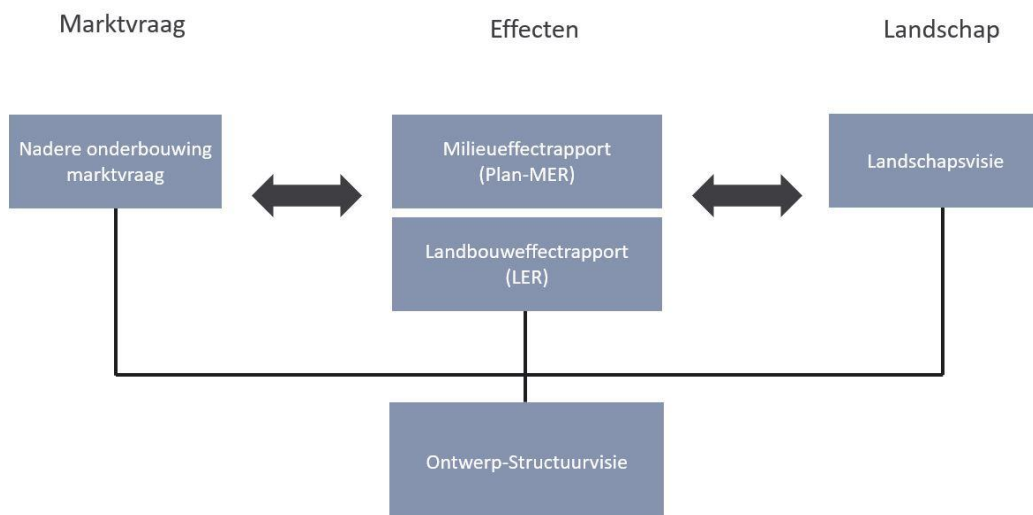 Marktvraag
Effecten
Landschap
Nadere onderbouwing
marktvraag
Milieueffectrapport
(Plan-MER)
Landschapsvisie
Landbouweffectrapport
(LER)
Ontwerp-Structuurvisie